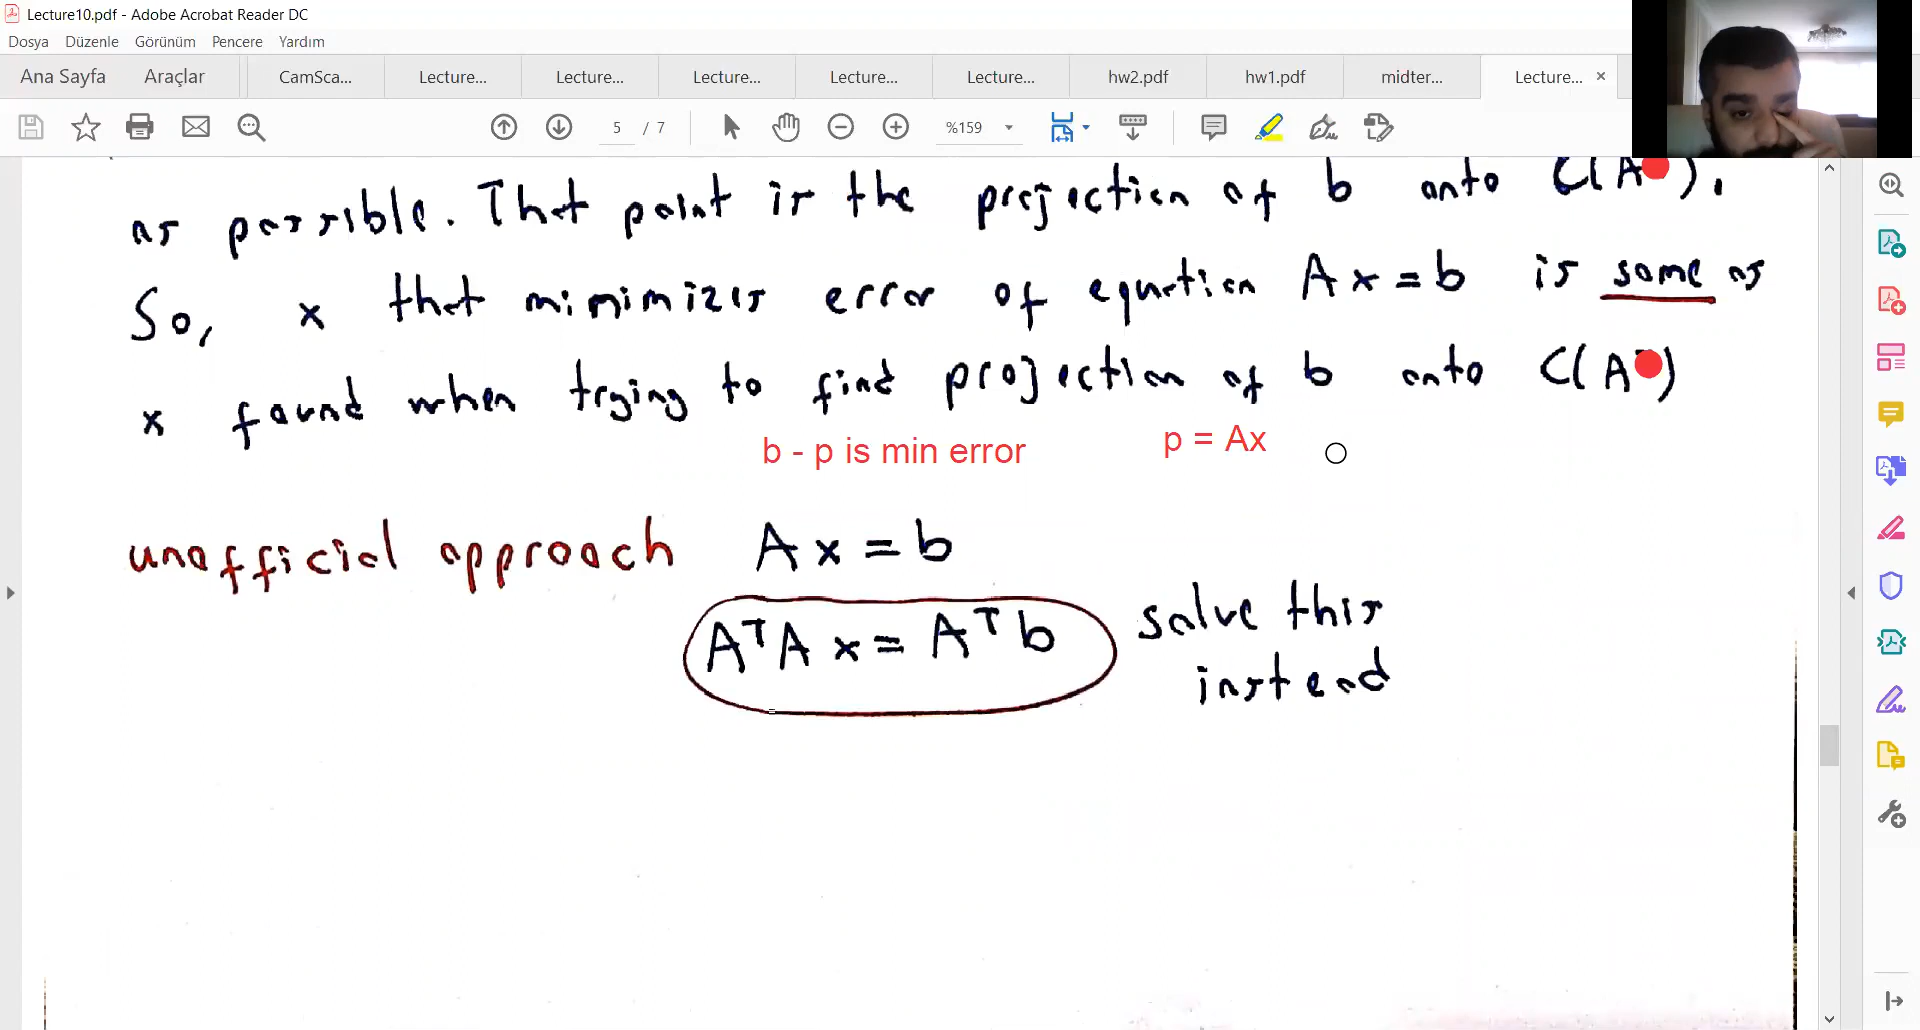 Lecture10.pdf - Adobe Acrobat Reader DC
Dosya Düzenle Görünüm Pencere Yardım
Ana Sayfa Araçlar CamSca... Lecture... Lecture... Lecture... Lecture... Lecture... hw2.pdf hw1.pdf midter... Lecture... ×
5 / 7 %159
as possible. That point is the projection of b onto C(A ).
So, x that minimizes error of equation Ax = b is same as
x found when trying to find projection of b onto C(A )
b - p is min error p = Ax
unofficial approach Ax = b
AᵀA x = Aᵀ b solve this
instead